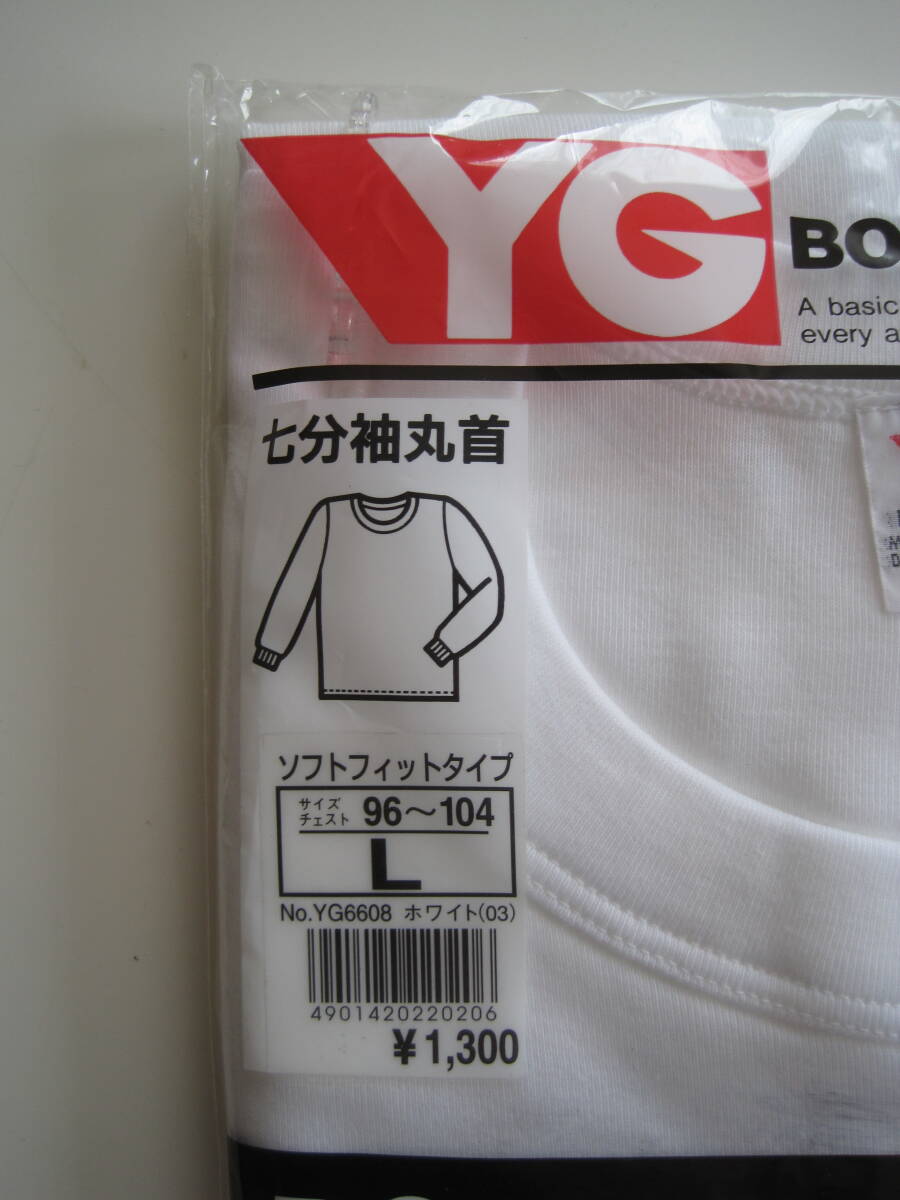 YG
BO
A basic
every a
七分袖丸首
ソフトフィットタイプ
サイズ
チェスト 96～104
L
No.YG6608 ホワイト(03)
4901420220206
¥1,300